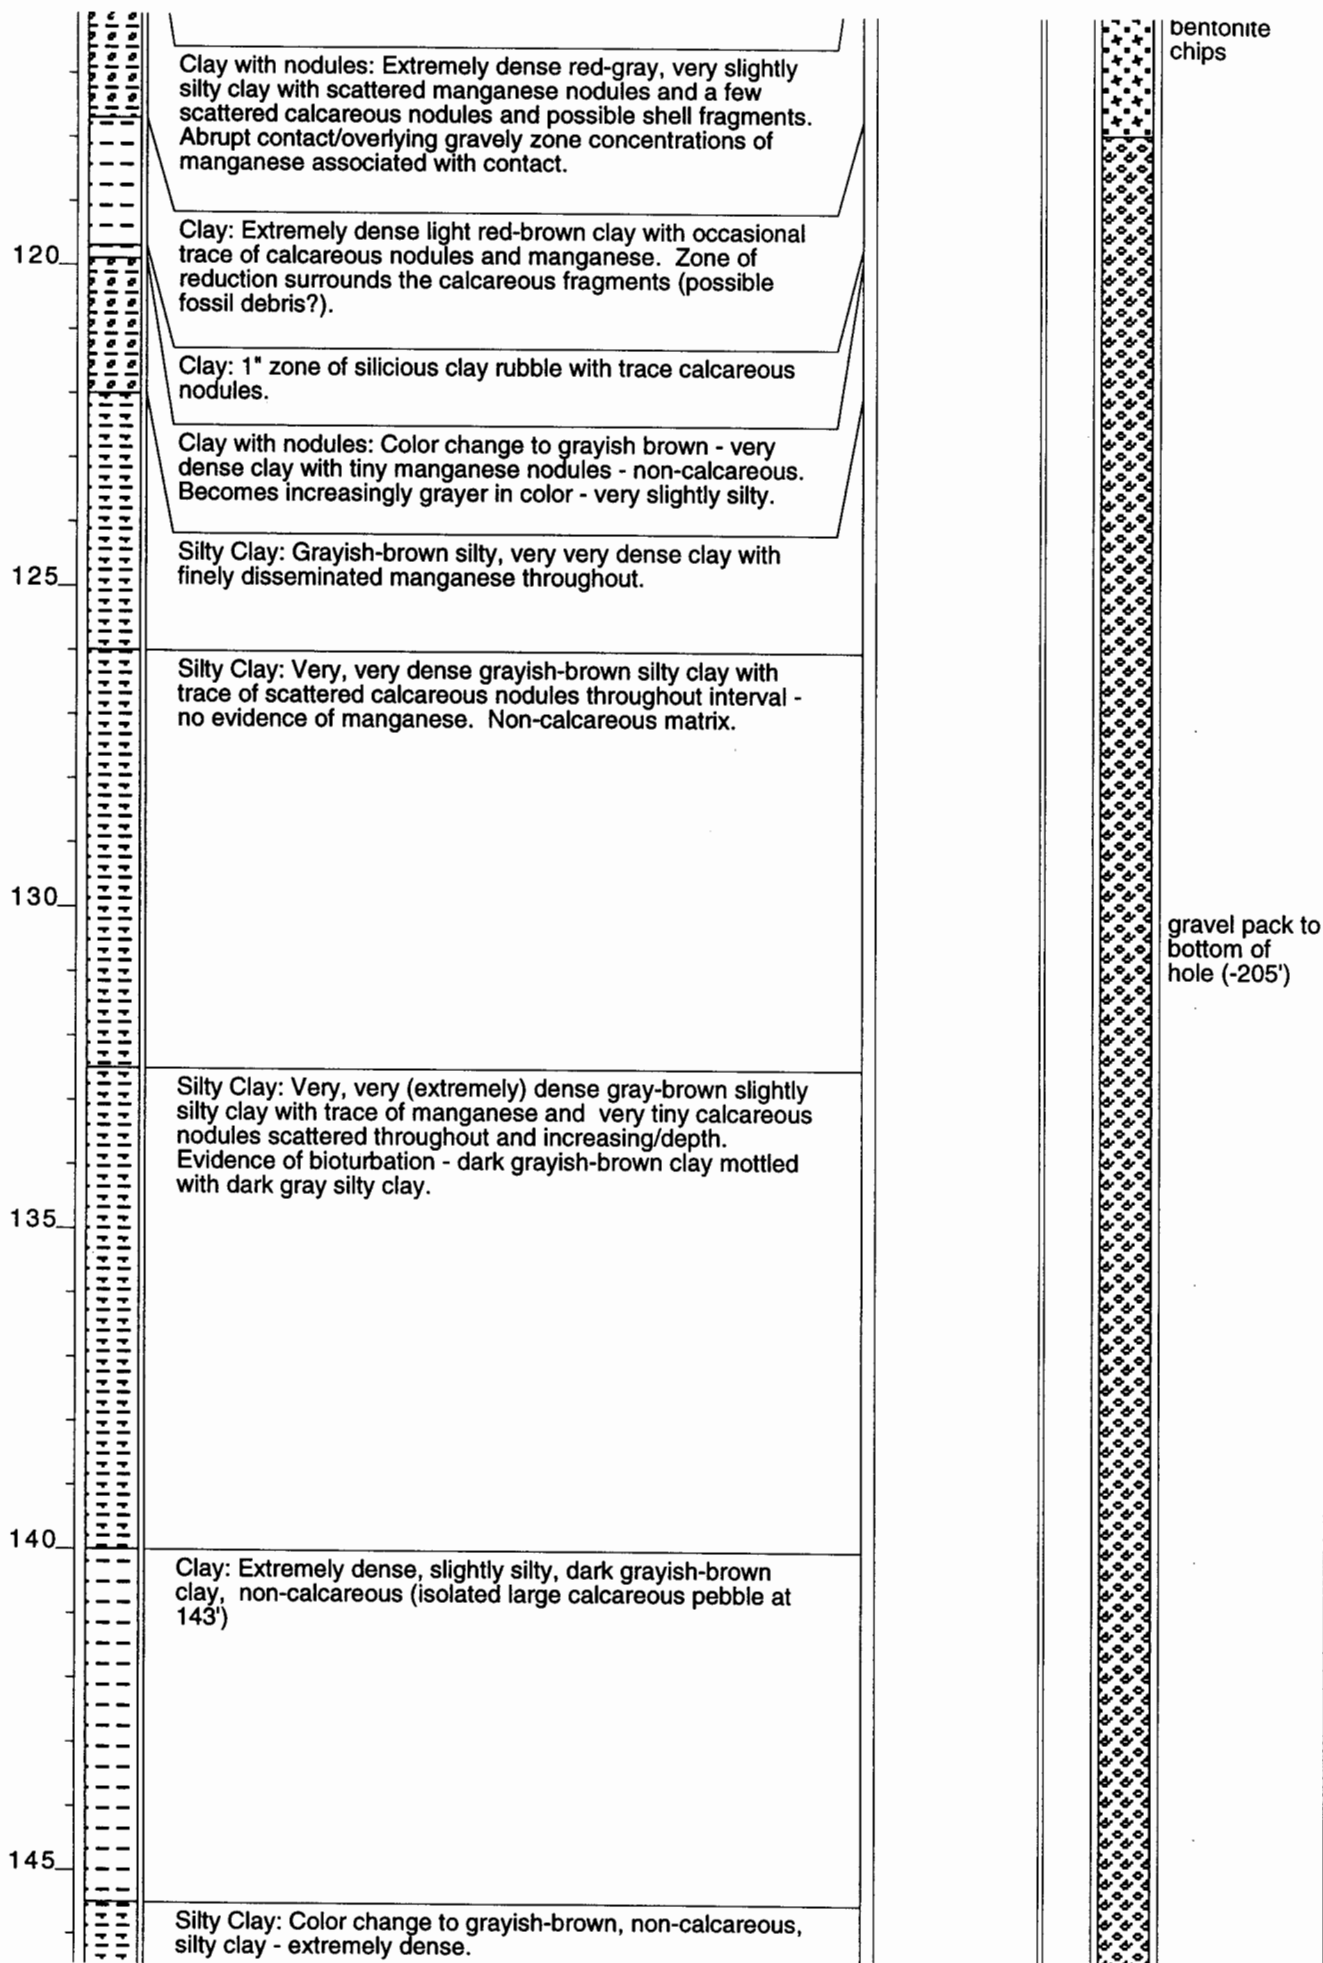 bentonite
chips
Clay with nodules: Extremely dense red-gray, very slightly
silty clay with scattered manganese nodules and a few
scattered calcareous nodules and possible shell fragments.
Abrupt contact/overlying gravely zone concentrations of
manganese associated with contact.
120
Clay: Extremely dense light red-brown clay with occasional
trace of calcareous nodules and manganese. Zone of
reduction surrounds the calcareous fragments (possible
fossil debris?).
Clay: 1" zone of silicious clay rubble with trace calcareous
nodules.
Clay with nodules: Color change to grayish brown - very
dense clay with tiny manganese nodules - non-calcareous.
Becomes increasingly grayer in color - very slightly silty.
125
Silty Clay: Grayish-brown silty, very very dense clay with
finely disseminated manganese throughout.
Silty Clay: Very, very dense grayish-brown silty clay with
trace of scattered calcareous nodules throughout interval -
no evidence of manganese. Non-calcareous matrix.
130
gravel pack to
bottom of
hole (-205')
Silty Clay: Very, very (extremely) dense gray-brown slightly
silty clay with trace of manganese and very tiny calcareous
nodules scattered throughout and increasing/depth.
Evidence of bioturbation - dark grayish-brown clay mottled
with dark gray silty clay.
135
140
Clay: Extremely dense, slightly silty, dark grayish-brown
clay, non-calcareous (isolated large calcareous pebble at
143')
145
Silty Clay: Color change to grayish-brown, non-calcareous,
silty clay - extremely dense.